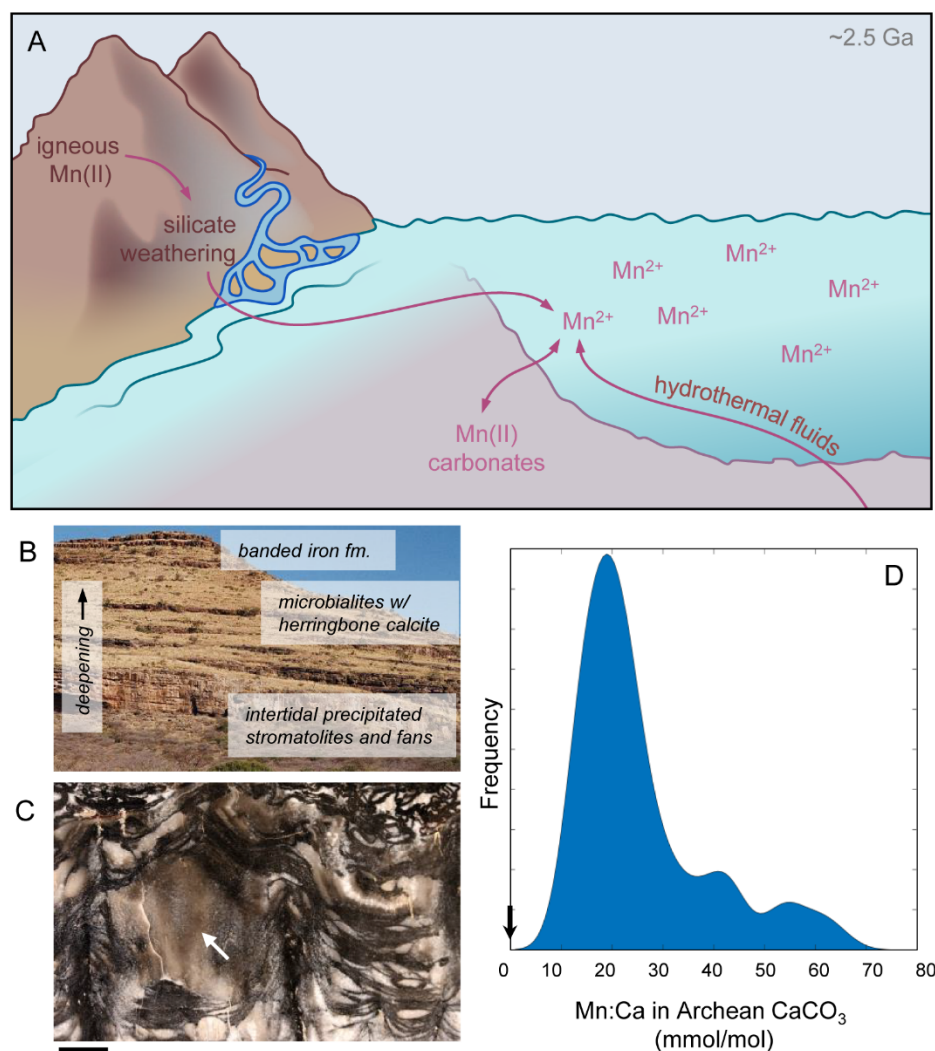 A
~2.5 Ga
igneous
Mn(II)
silicate
weathering
Mn²⁺
Mn²⁺
Mn²⁺
Mn²⁺
Mn²⁺
Mn²⁺
hydrothermal fluids
Mn(II)
carbonates
B
banded iron fm.
microbialites w/
herringbone calcite
deepening
intertidal precipitated
stromatolites and fans
C
D
Frequency
0 10 20 30 40 50 60 70 80
Mn:Ca in Archean CaCO₃
(mmol/mol)